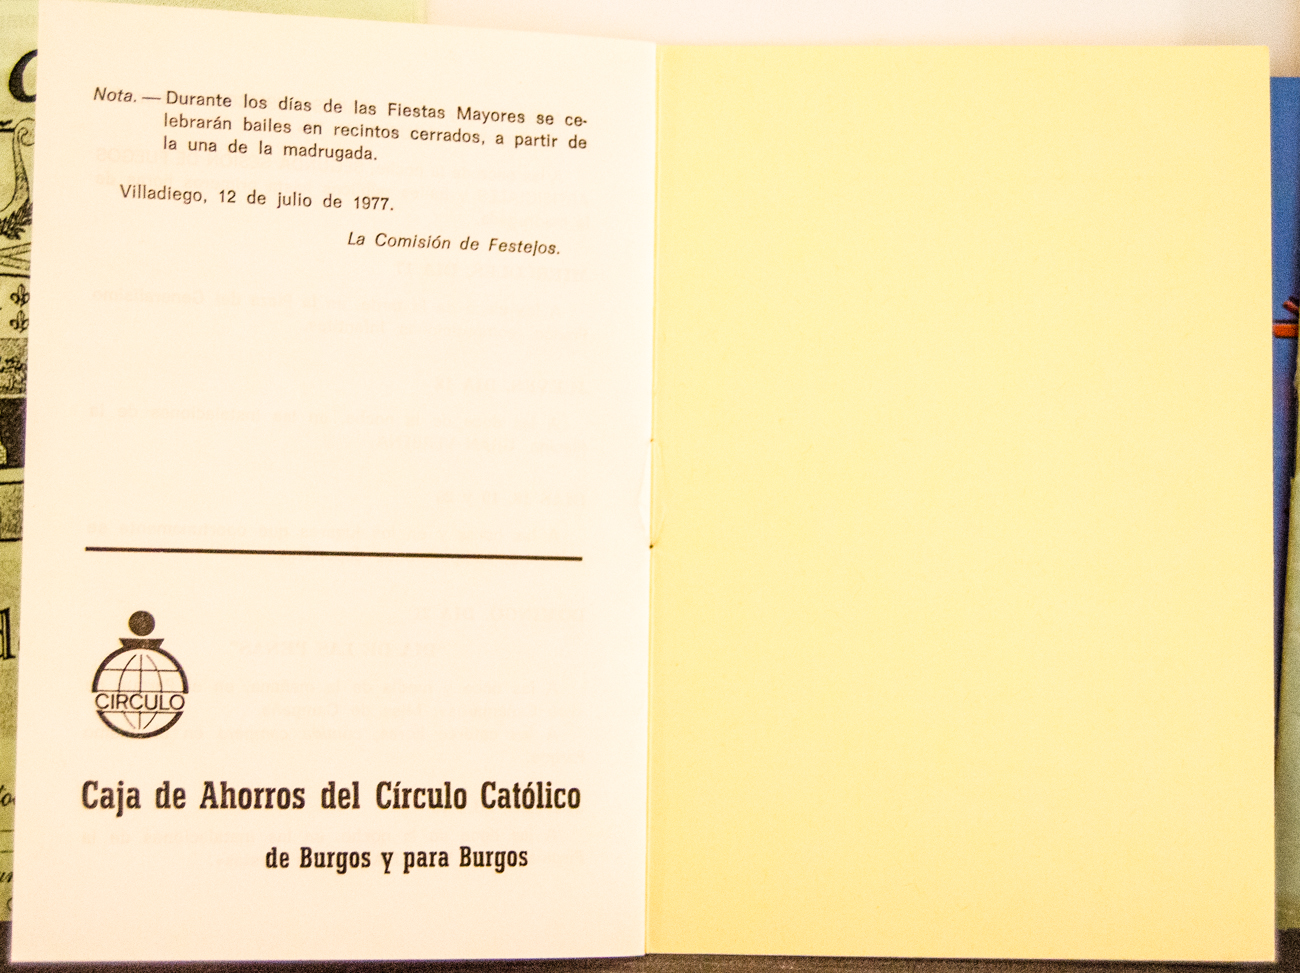 Nota. — Durante los días de las Fiestas Mayores se ce-
lebrarán bailes en recintos cerrados, a partir de
la una de la madrugada.
Villadiego, 12 de julio de 1977.
La Comisión de Festejos.
CIRCULO
Caja de Ahorros del Círculo Católico
de Burgos y para Burgos